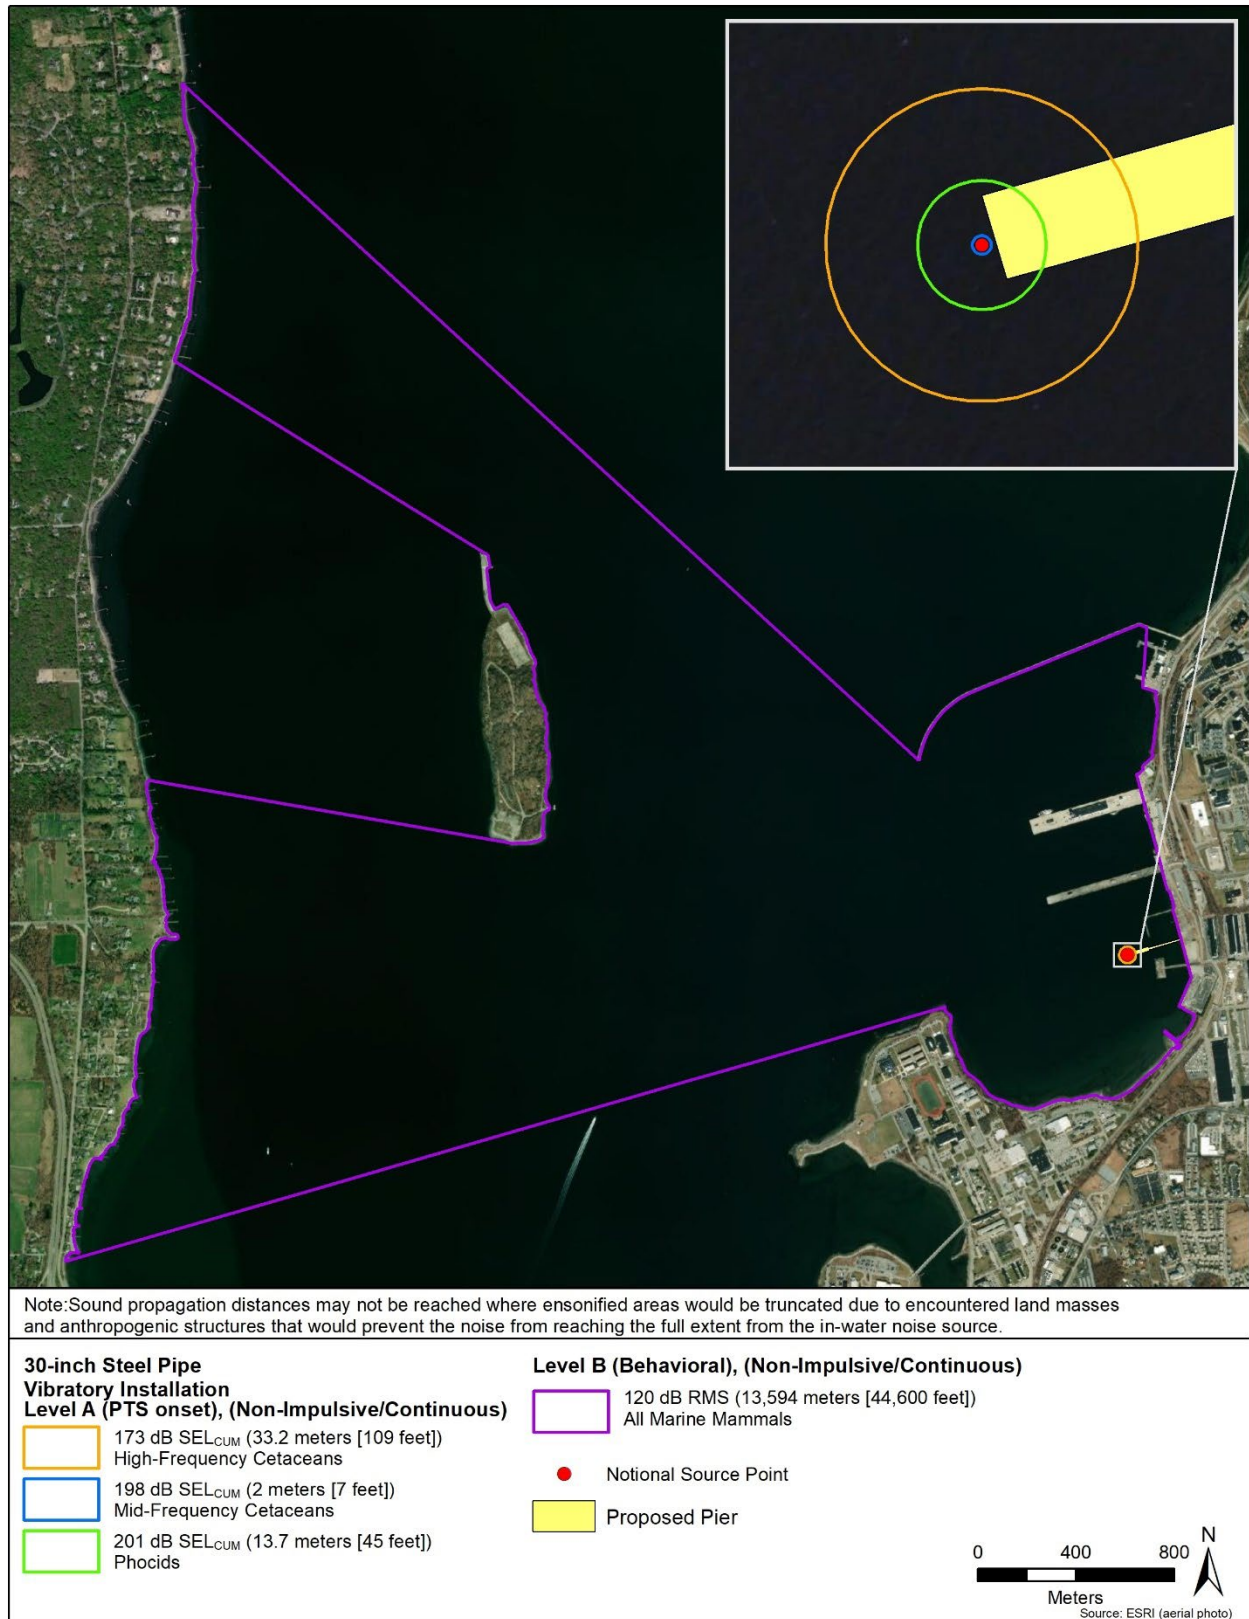 Note:Sound propagation distances may not be reached where ensonified areas would be truncated due to encountered land masses
and anthropogenic structures that would prevent the noise from reaching the full extent from the in-water noise source.
30-inch Steel Pipe
Vibratory Installation
Level A (PTS onset), (Non-Impulsive/Continuous)
173 dB SELCUM (33.2 meters [109 feet])
High-Frequency Cetaceans
198 dB SELCUM (2 meters [7 feet])
Mid-Frequency Cetaceans
201 dB SELCUM (13.7 meters [45 feet])
Phocids
Level B (Behavioral), (Non-Impulsive/Continuous)
120 dB RMS (13,594 meters [44,600 feet])
All Marine Mammals
Notional Source Point
Proposed Pier
N
0 400 800
Meters
Source: ESRI (aerial photo)